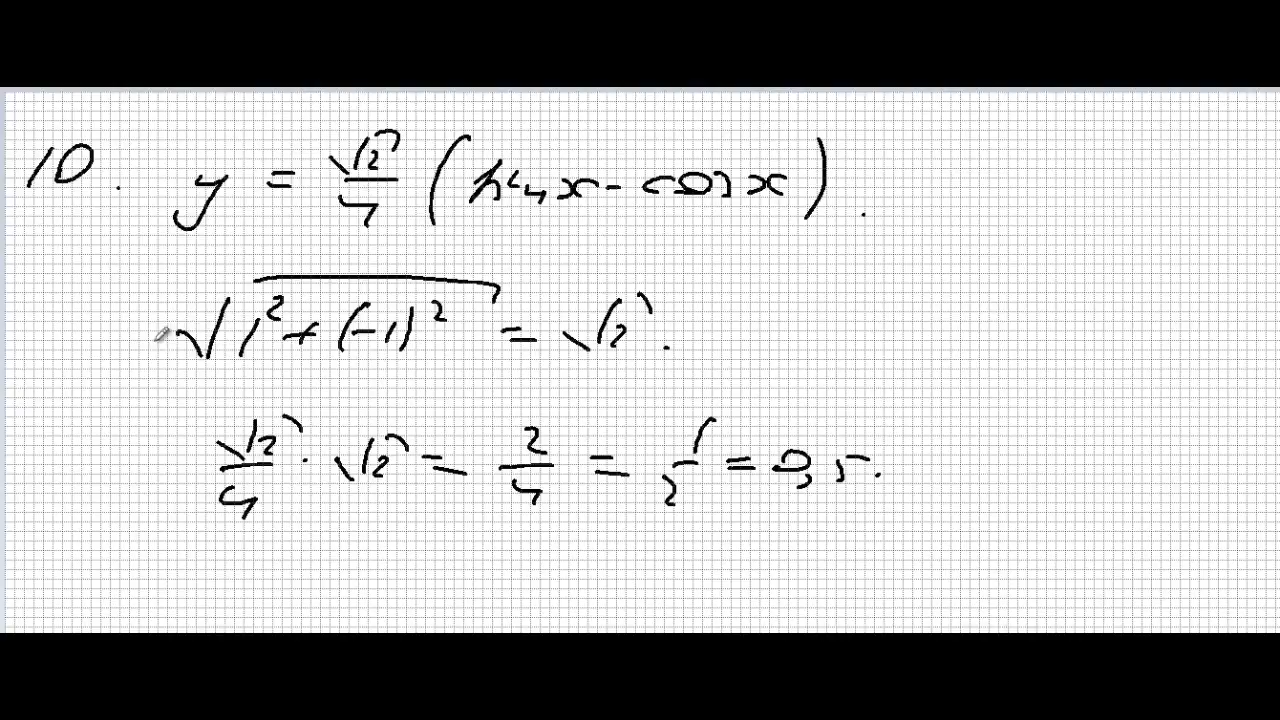 10. y = √2/4 (sin x - cos x).
√(1² + (-1)²) = √2.
√2/4 · √2 = 2/4 = 1/2 = 0,5.